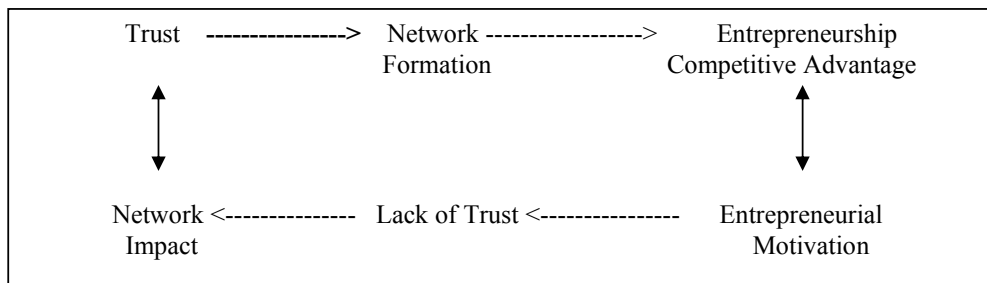 Trust ----------------> Network ------------------> Entrepreneurship
Formation Competitive Advantage
Network <--------------- Lack of Trust <---------------- Entrepreneurial
Impact Motivation